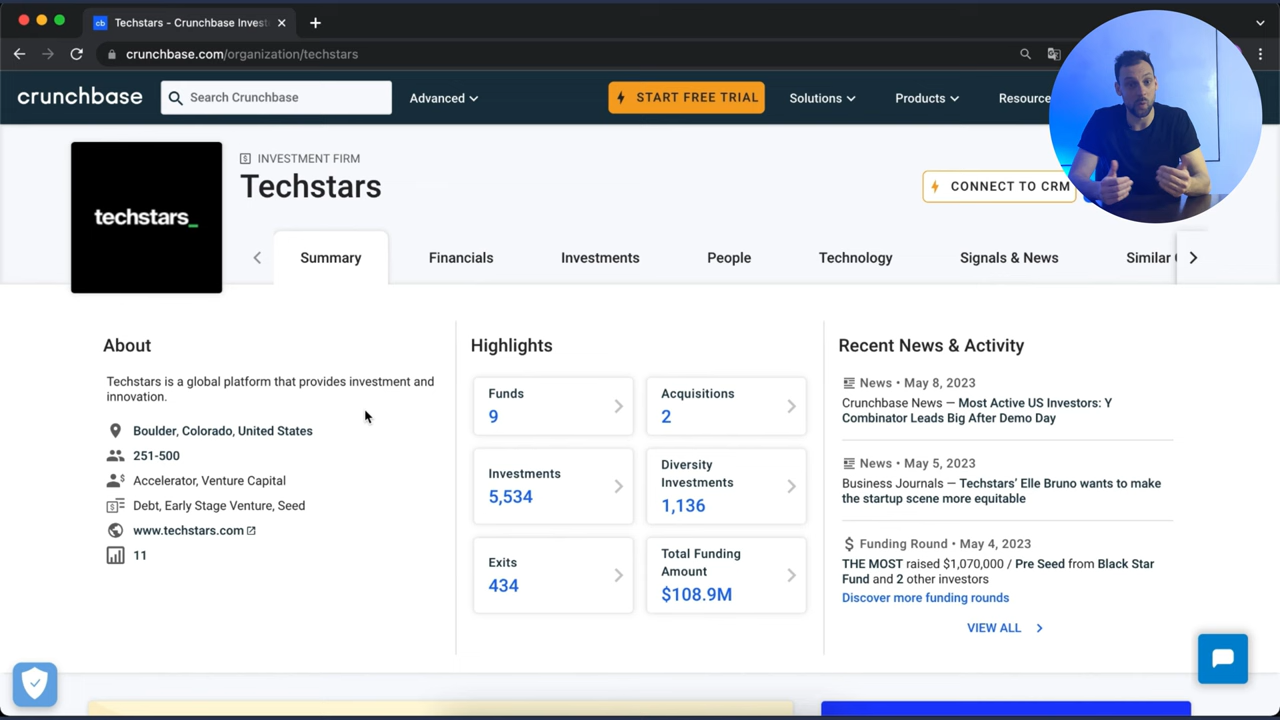 cb Techstars - Crunchbase Invest
crunchbase.com/organization/techstars
crunchbase
Search Crunchbase
Advanced
START FREE TRIAL
Solutions
Products
Resource
techstars_
INVESTMENT FIRM
Techstars
CONNECT TO CRM
Summary
Financials
Investments
People
Technology
Signals & News
Similar
About
Techstars is a global platform that provides investment and
innovation.
Boulder, Colorado, United States
251-500
Accelerator, Venture Capital
Debt, Early Stage Venture, Seed
www.techstars.com
11
Highlights
Funds
9
Acquisitions
2
Investments
5,534
Diversity
Investments
1,136
Exits
434
Total Funding
Amount
$108.9M
Recent News & Activity
News • May 8, 2023
Crunchbase News — Most Active US Investors: Y
Combinator Leads Big After Demo Day
News • May 5, 2023
Business Journals — Techstars’ Elle Bruno wants to make
the startup scene more equitable
Funding Round • May 4, 2023
THE MOST raised $1,070,000 / Pre Seed from Black Star
Fund and 2 other investors
Discover more funding rounds
VIEW ALL